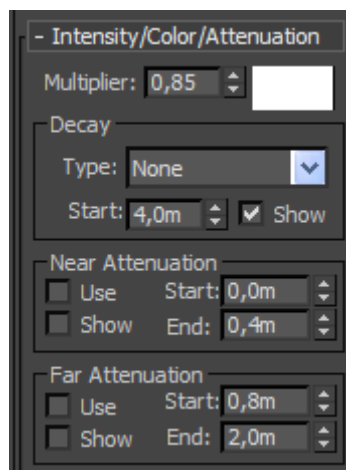 - Intensity/Color/Attenuation
Multiplier: 0,85
Decay
Type: None
Start: 4,0m Show
Near Attenuation
Use Start: 0,0m
Show End: 0,4m
Far Attenuation
Use Start: 0,8m
Show End: 2,0m